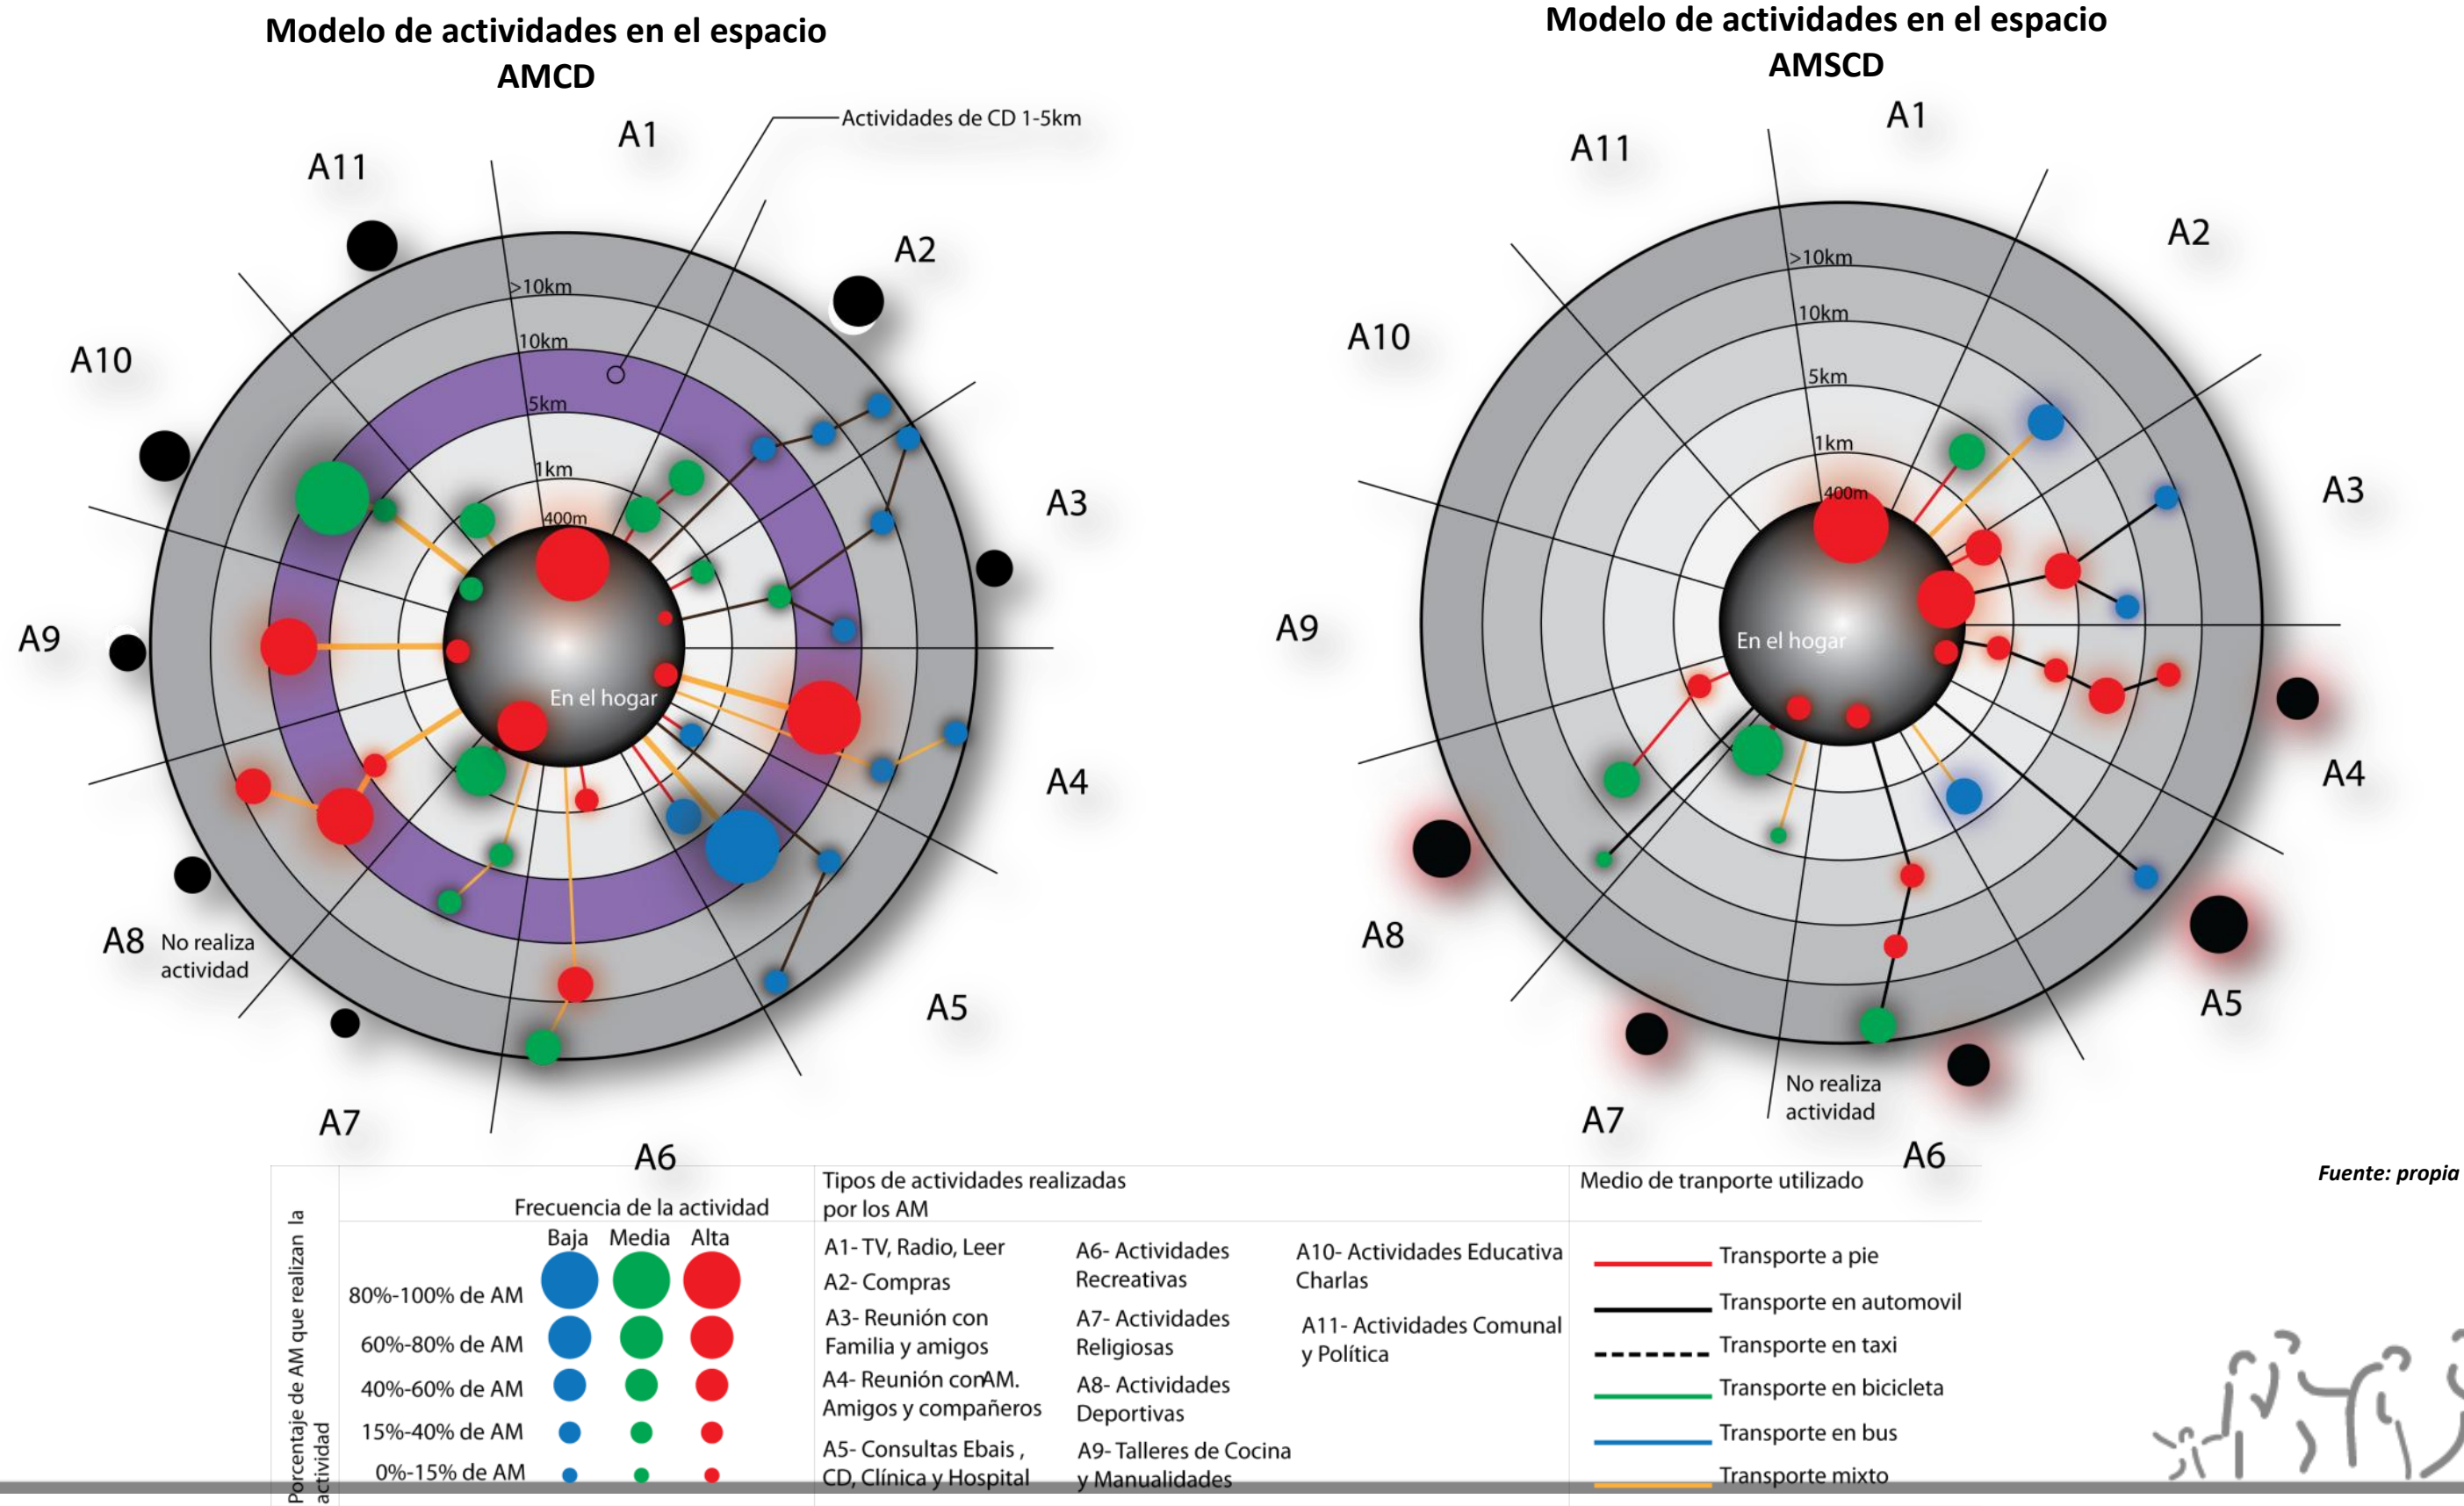 Modelo de actividades en el espacio
AMCD
Actividades de CD 1-5km
A1
A2
A3
A4
A5
A6
A7
A8
A9
A10
A11
>10km
10km
5km
1km
400m
En el hogar
No realiza
actividad
Modelo de actividades en el espacio
AMSCD
A1
A2
A3
A4
A5
A6
A7
A8
A9
A10
A11
>10km
10km
5km
1km
400m
En el hogar
No realiza
actividad
Fuente: propia
Porcentaje de AM que realizan la
actividad
Frecuencia de la actividad
Baja Media Alta
80%-100% de AM
60%-80% de AM
40%-60% de AM
15%-40% de AM
0%-15% de AM
Tipos de actividades realizadas
por los AM
A1- TV, Radio, Leer
A2- Compras
A3- Reunión con
Familia y amigos
A4- Reunión conAM.
Amigos y compañeros
A5- Consultas Ebais ,
CD, Clínica y Hospital
A6- Actividades
Recreativas
A7- Actividades
Religiosas
A8- Actividades
Deportivas
A9- Talleres de Cocina
y Manualidades
A10- Actividades Educativa
Charlas
A11- Actividades Comunal
y Política
Medio de tranporte utilizado
Transporte a pie
Transporte en automovil
Transporte en taxi
Transporte en bicicleta
Transporte en bus
Transporte mixto